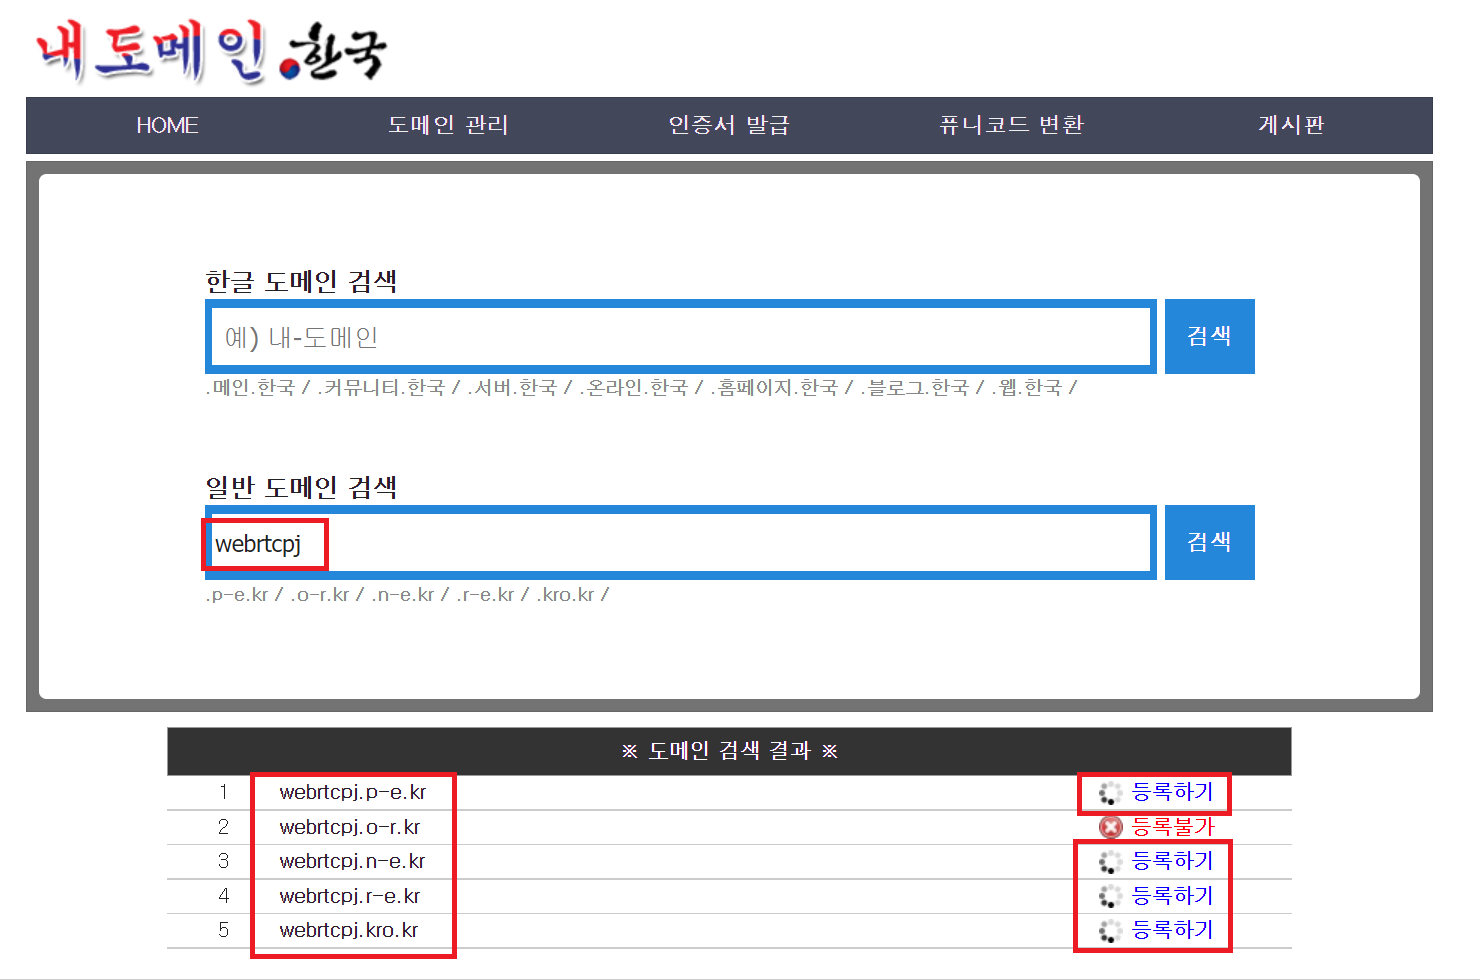 내 도메인.한국
HOME 도메인 관리 인증서 발급 퓨니코드 변환 게시판
한글 도메인 검색
예) 내-도메인 검색
.메인.한국 / .커뮤니티.한국 / .서버.한국 / .온라인.한국 / .홈페이지.한국 / .블로그.한국 / .웹.한국 /
일반 도메인 검색
webrtcpj 검색
.p-e.kr / .o-r.kr / .n-e.kr / .r-e.kr / .kro.kr /
※ 도메인 검색 결과 ※
1 webrtcpj.p-e.kr 등록하기
2 webrtcpj.o-r.kr 등록불가
3 webrtcpj.n-e.kr 등록하기
4 webrtcpj.r-e.kr 등록하기
5 webrtcpj.kro.kr 등록하기